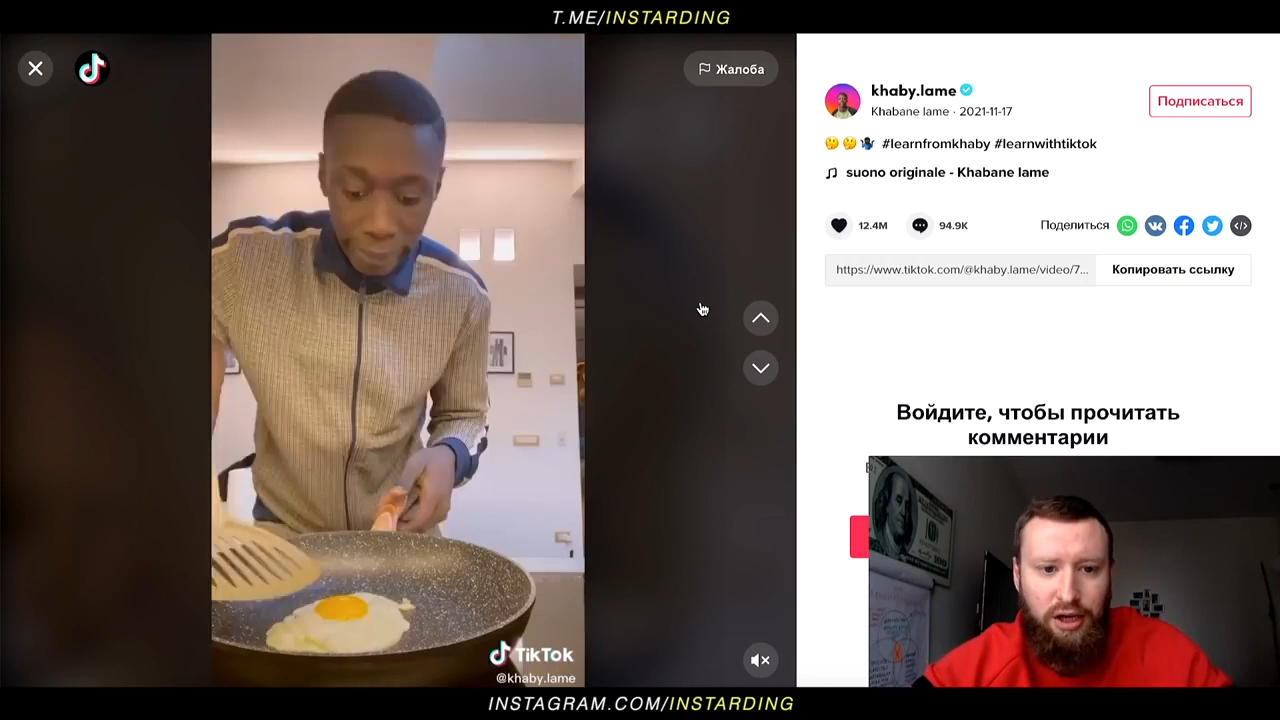 T.ME/INSTARDING
Жалоба
khaby.lame
Khabane lame · 2021-11-17
Подписаться
#learnfromkhaby #learnwithtiktok
suono originale - Khabane lame
12.4M
94.9K
Поделиться
https://www.tiktok.com/@khaby.lame/video/7...
Копировать ссылку
Войдите, чтобы прочитать
комментарии
100
TikTok
@khaby.lame
INSTAGRAM.COM/INSTARDING